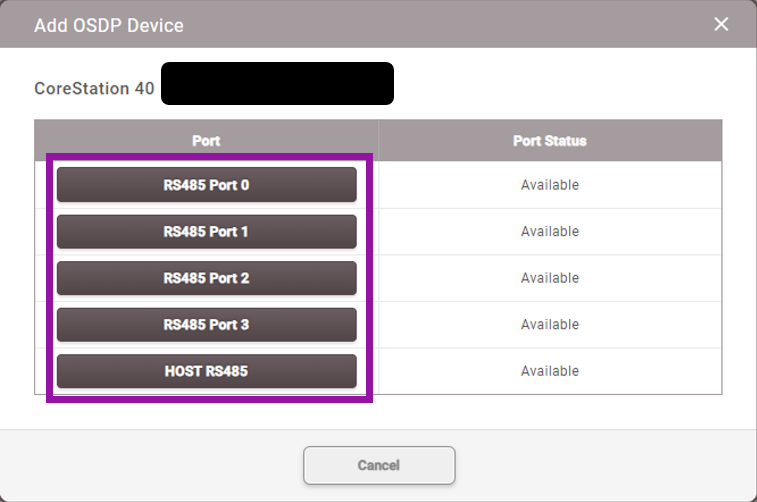 Add OSDP Device
CoreStation 40
Port Port Status
RS485 Port 0 Available
RS485 Port 1 Available
RS485 Port 2 Available
RS485 Port 3 Available
HOST RS485 Available
Cancel